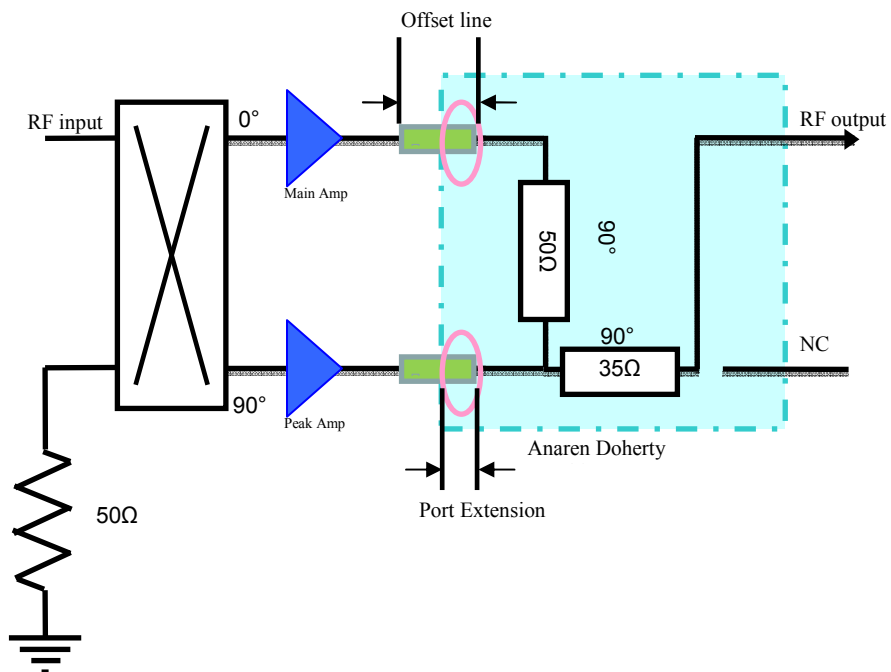 Offset line
RF input
0°
RF output
Main Amp
50Ω
90°
90°
35Ω
NC
90°
Peak Amp
Anaren Doherty
Port Extension
50Ω